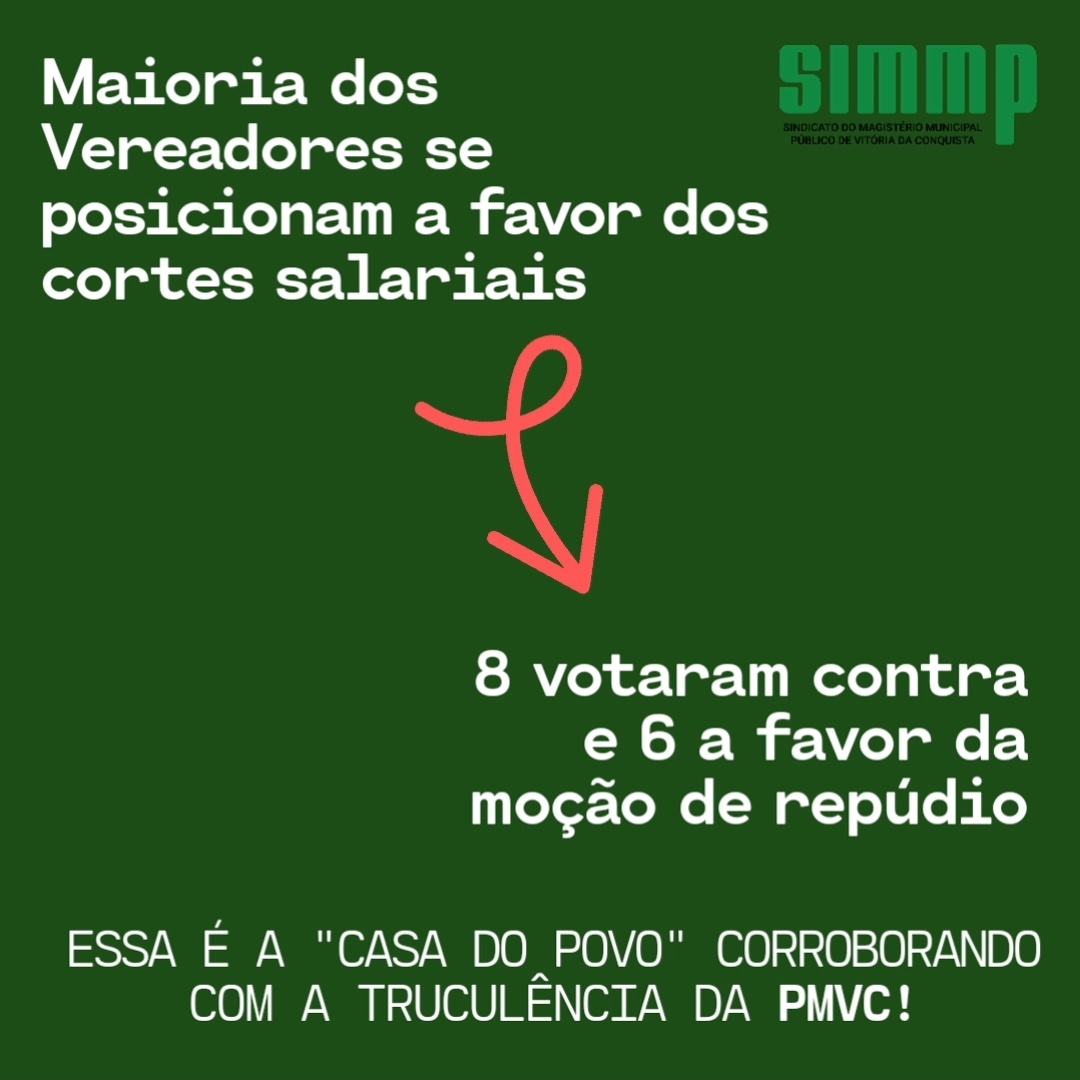 Maioria dos
Vereadores se
posicionam a favor dos
cortes salariais
simmp
SINDICATO DO MAGISTÉRIO MUNICIPAL
PÚBLICO DE VITÓRIA DA CONQUISTA
8 votaram contra
e 6 a favor da
moção de repúdio
ESSA É A "CASA DO POVO" CORROBORANDO
COM A TRUCULÊNCIA DA PMVC!